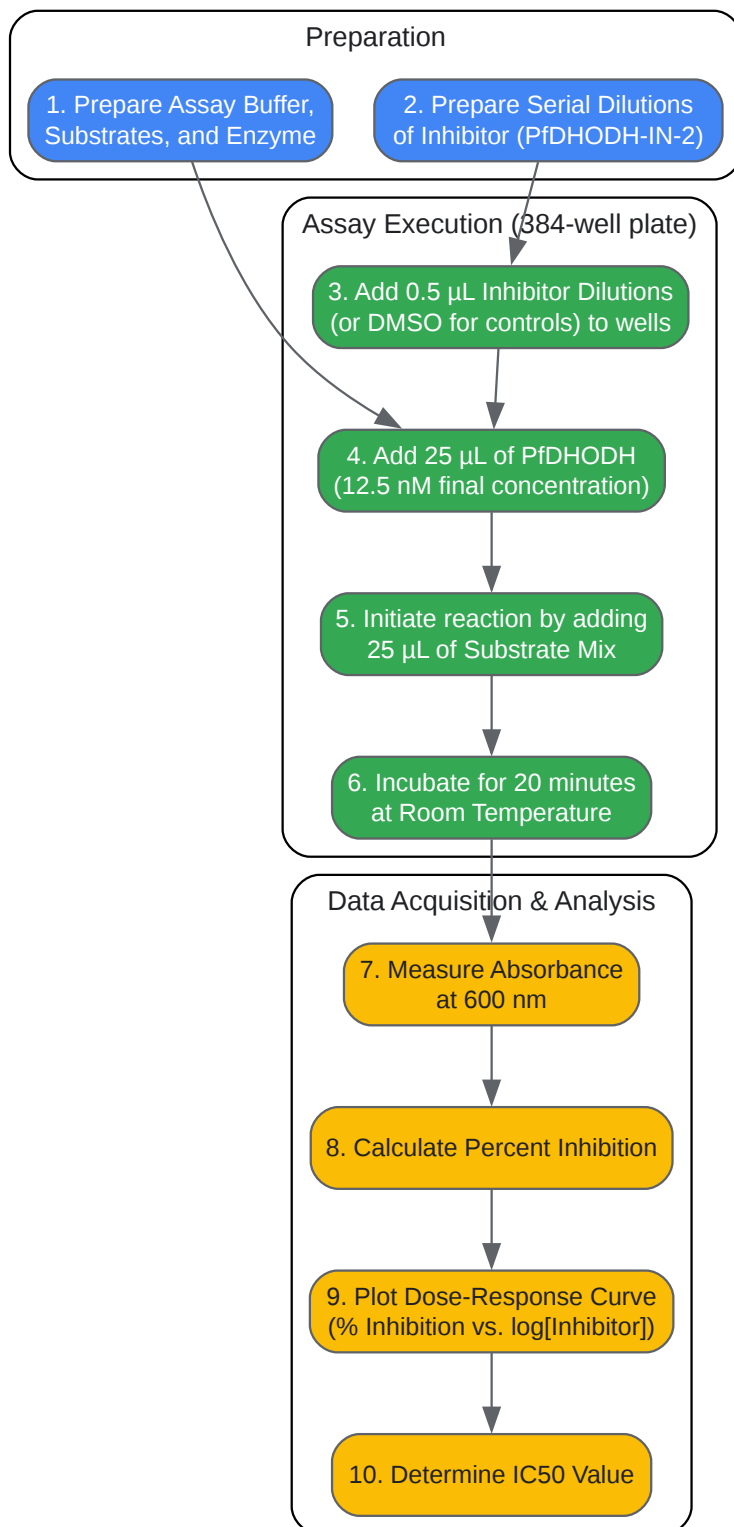 Preparation
1. Prepare Assay Buffer,
Substrates, and Enzyme
2. Prepare Serial Dilutions
of Inhibitor (PfDHODH-IN-2)
Assay Execution (384-well plate)
3. Add 0.5 µL Inhibitor Dilutions
(or DMSO for controls) to wells
4. Add 25 µL of PfDHODH
(12.5 nM final concentration)
5. Initiate reaction by adding
25 µL of Substrate Mix
6. Incubate for 20 minutes
at Room Temperature
Data Acquisition & Analysis
7. Measure Absorbance
at 600 nm
8. Calculate Percent Inhibition
9. Plot Dose-Response Curve
(% Inhibition vs. log[Inhibitor])
10. Determine IC50 Value